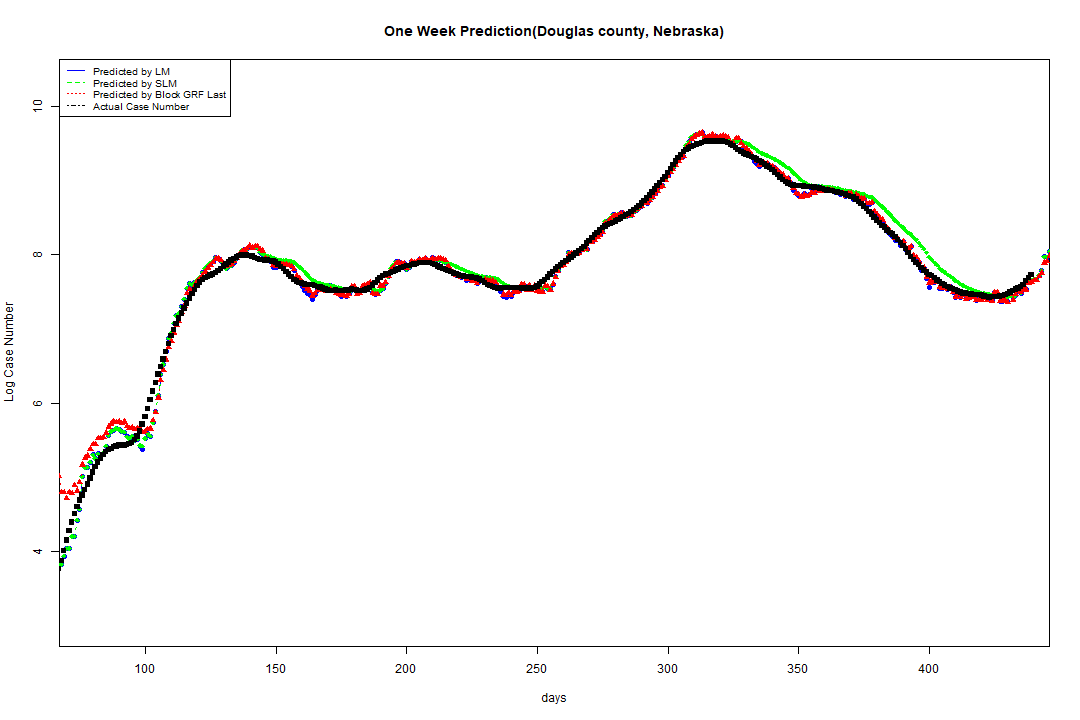 One Week Prediction(Douglas county, Nebraska)
Predicted by LM
Predicted by SLM
Predicted by Block GRF Last
Actual Case Number
10
8
6
4
Log Case Number
100 150 200 250 300 350 400
days